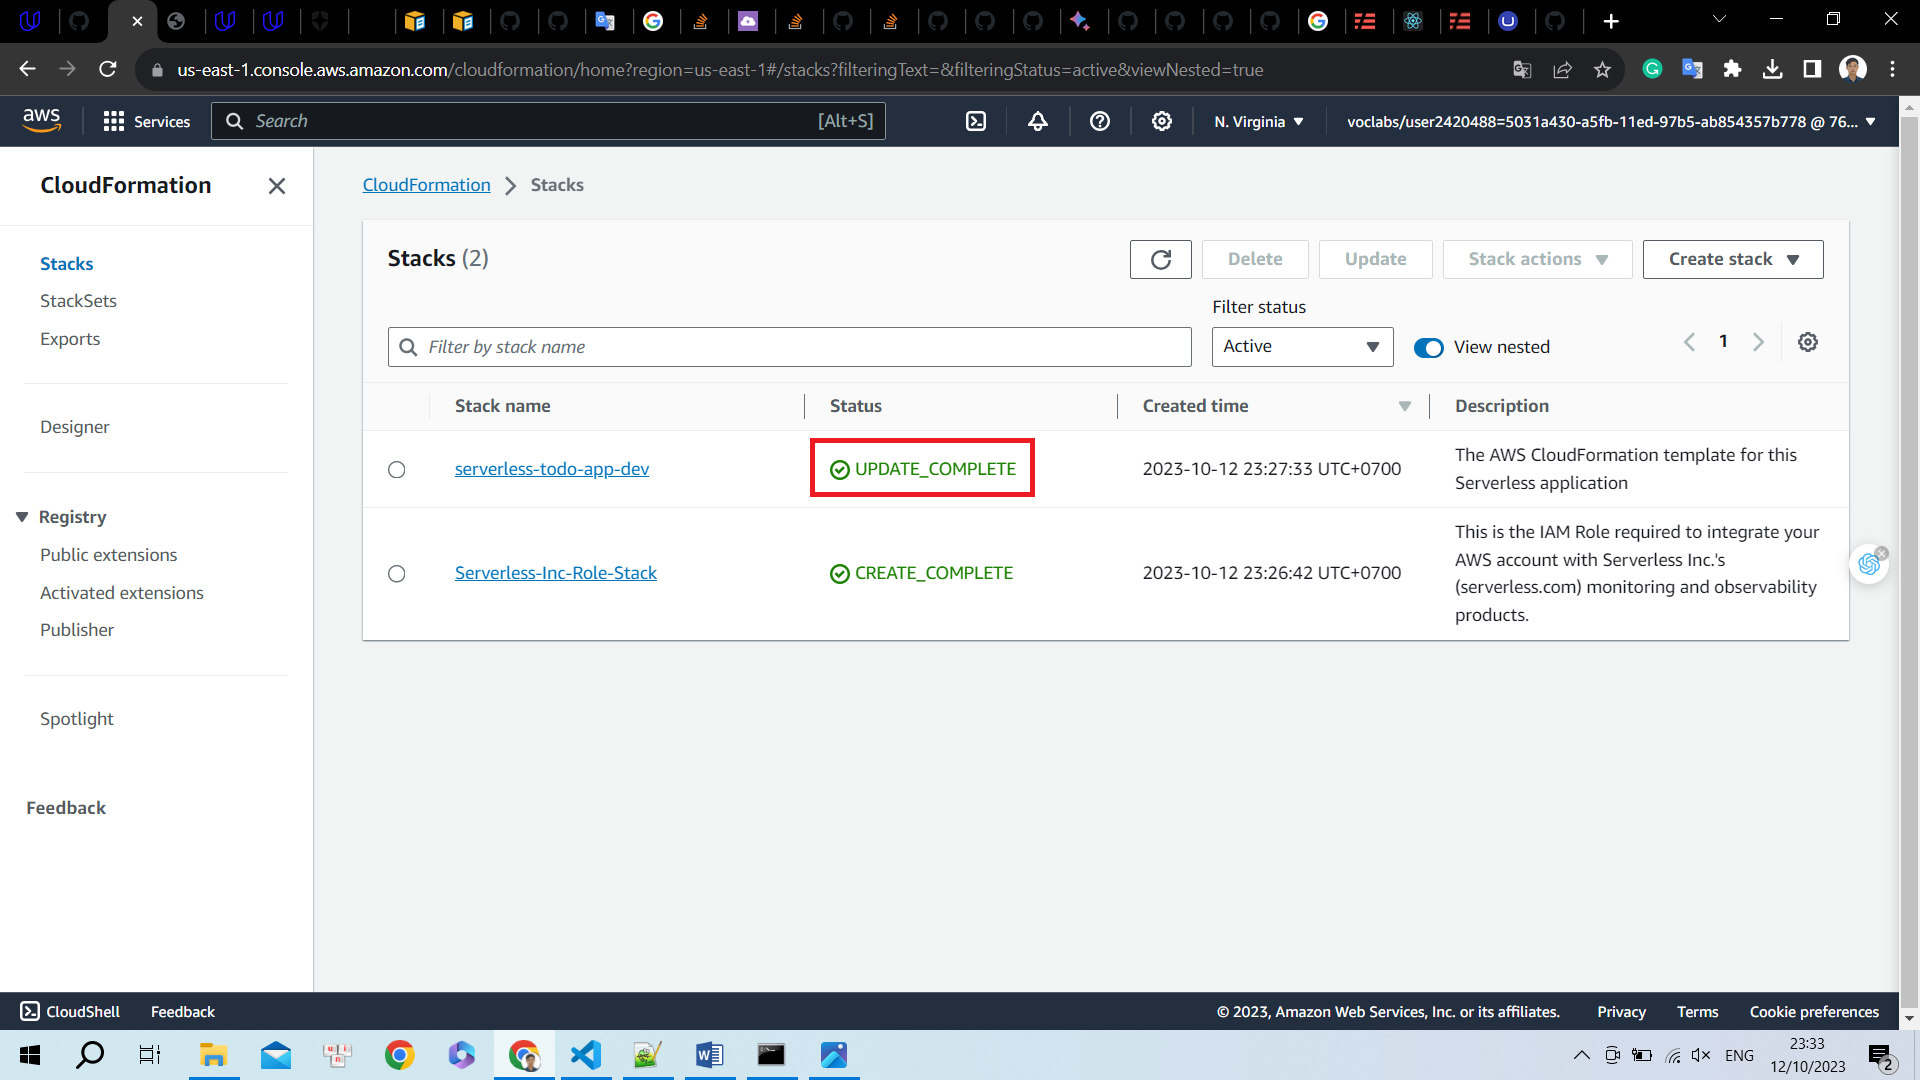 us-east-1.console.aws.amazon.com/cloudformation/home?region=us-east-1#/stacks?filteringText=&filteringStatus=active&viewNested=true
aws
Services
Search
[Alt+S]
N. Virginia
voclabs/user2420488=5031a430-a5fb-11ed-97b5-ab854357b778 @ 76...
CloudFormation
Stacks
StackSets
Exports
Designer
Registry
Public extensions
Activated extensions
Publisher
Spotlight
Feedback
CloudFormation
Stacks
Stacks (2)
Delete
Update
Stack actions
Create stack
Filter status
Filter by stack name
Active
View nested
1
Stack name
Status
Created time
Description
serverless-todo-app-dev
UPDATE_COMPLETE
2023-10-12 23:27:33 UTC+0700
The AWS CloudFormation template for this
Serverless application
Serverless-Inc-Role-Stack
CREATE_COMPLETE
2023-10-12 23:26:42 UTC+0700
This is the IAM Role required to integrate your
AWS account with Serverless Inc.'s
(serverless.com) monitoring and observability
products.
CloudShell
Feedback
© 2023, Amazon Web Services, Inc. or its affiliates.
Privacy
Terms
Cookie preferences
ENG
23:33
12/10/2023
2